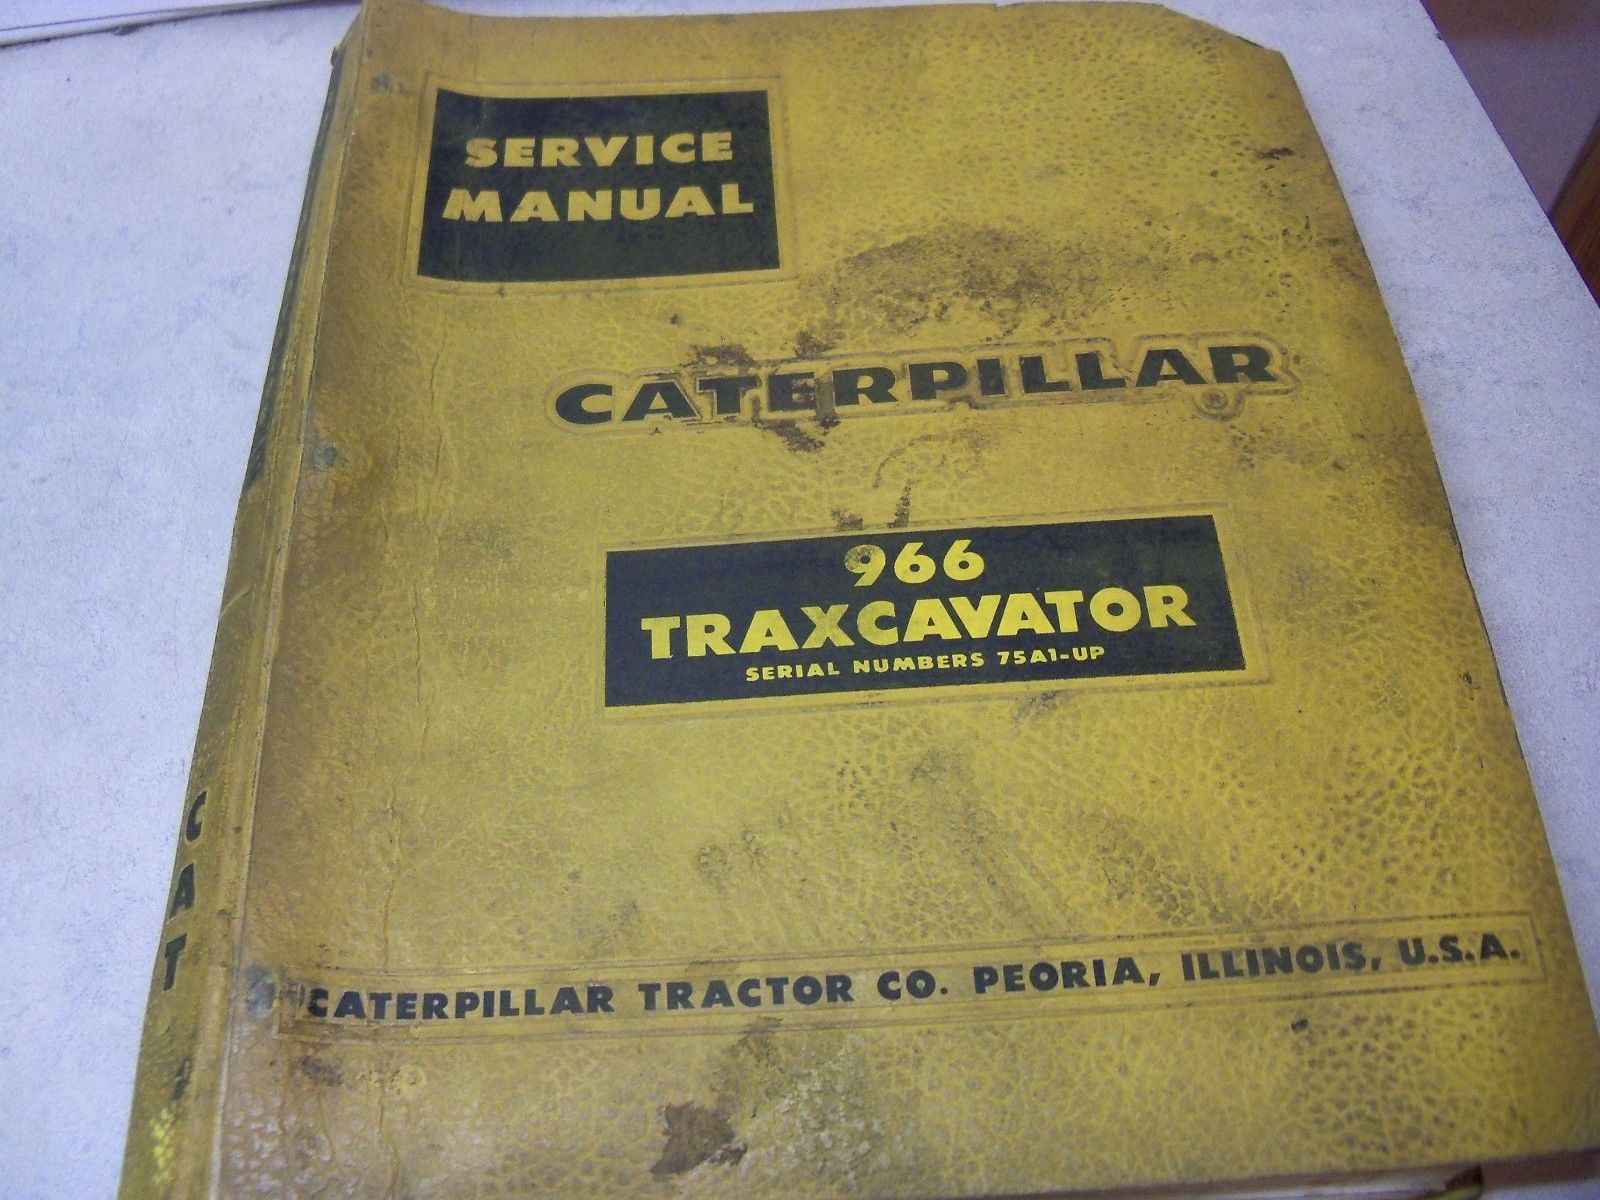 SERVICE
MANUAL
CATERPILLAR ®
966
TRAXCAVATOR
SERIAL NUMBERS 75A1-UP
CATERPILLAR TRACTOR CO. PEORIA, ILLINOIS, U.S.A.
CAT